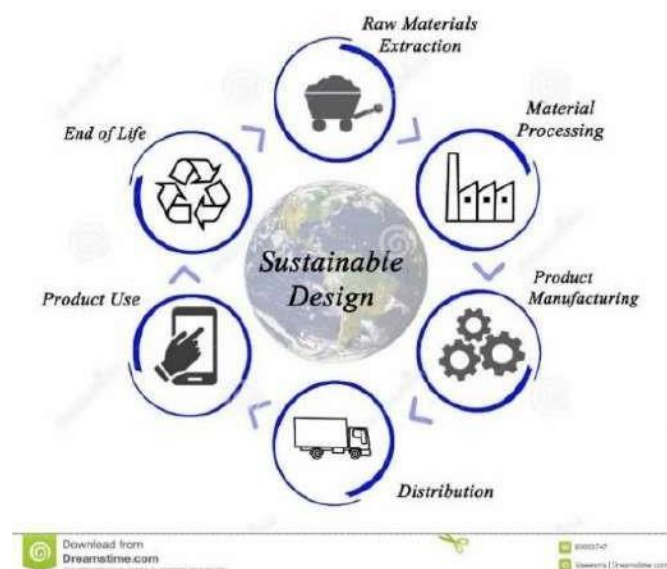 Raw Materials
Extraction
Material
Processing
End of Life
Sustainable
Design
Product Use
Product
Manufacturing
Distribution
Download from
Dreamstime.com